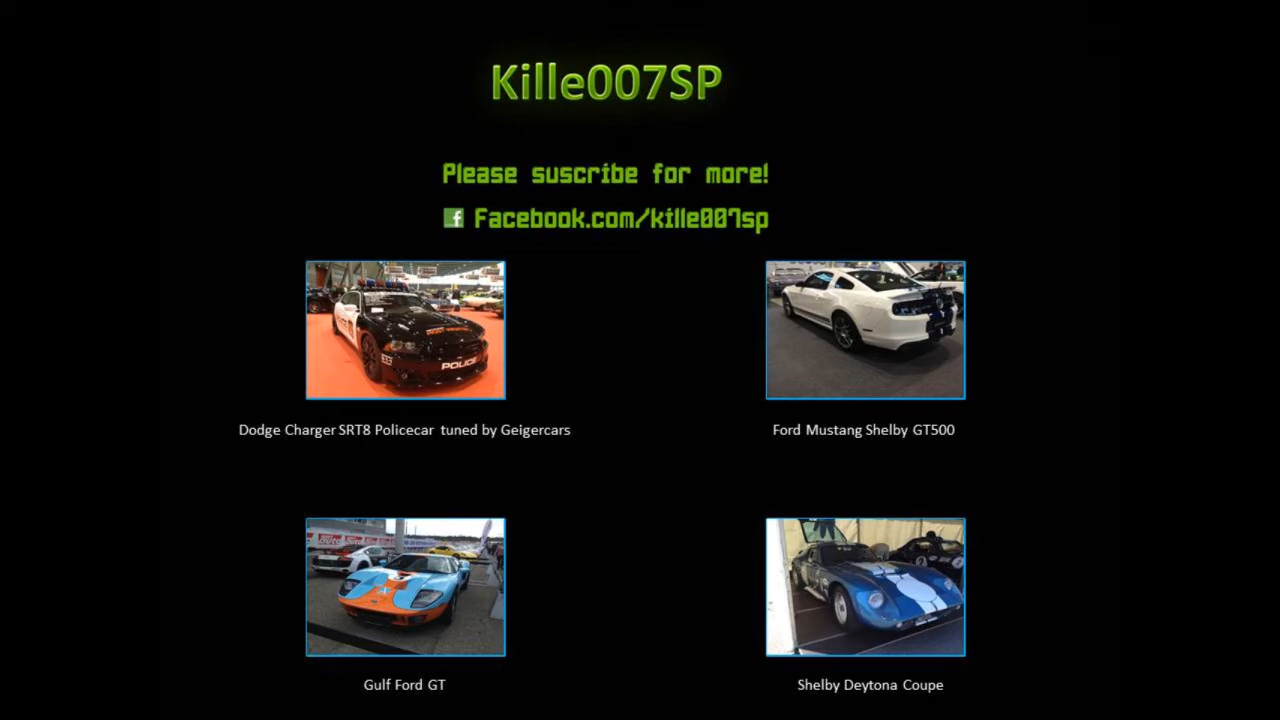 Kille007SP
Please suscribe for more!
f Facebook.com/kille007sp
POLICE
Dodge Charger SRT8 Policecar tuned by Geigercars
Ford Mustang Shelby GT500
Gulf Ford GT
Shelby Deytona Coupe